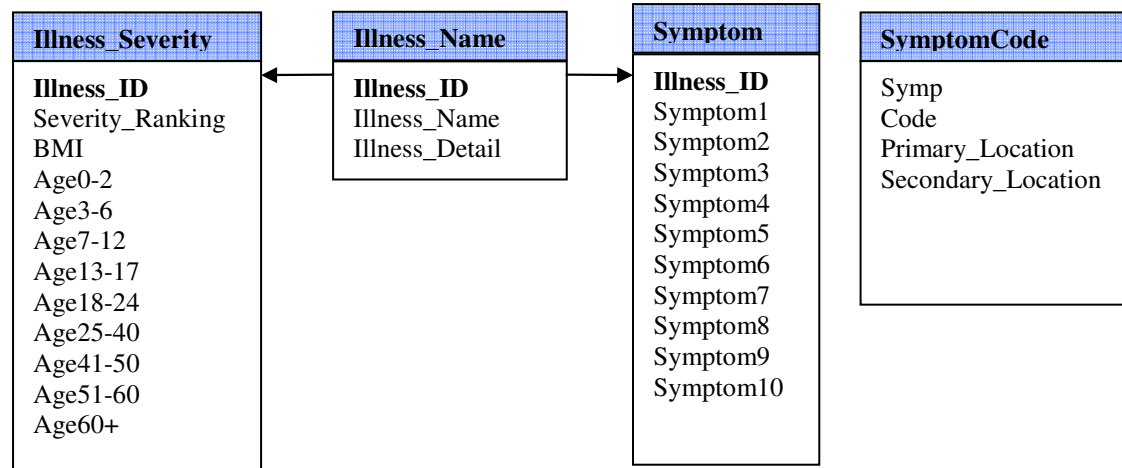 Illness_Severity
Illness_ID
Severity_Ranking
BMI
Age0-2
Age3-6
Age7-12
Age13-17
Age18-24
Age25-40
Age41-50
Age51-60
Age60+
Illness_Name
Illness_ID
Illness_Name
Illness_Detail
Symptom
Illness_ID
Symptom1
Symptom2
Symptom3
Symptom4
Symptom5
Symptom6
Symptom7
Symptom8
Symptom9
Symptom10
SymptomCode
Symp
Code
Primary_Location
Secondary_Location